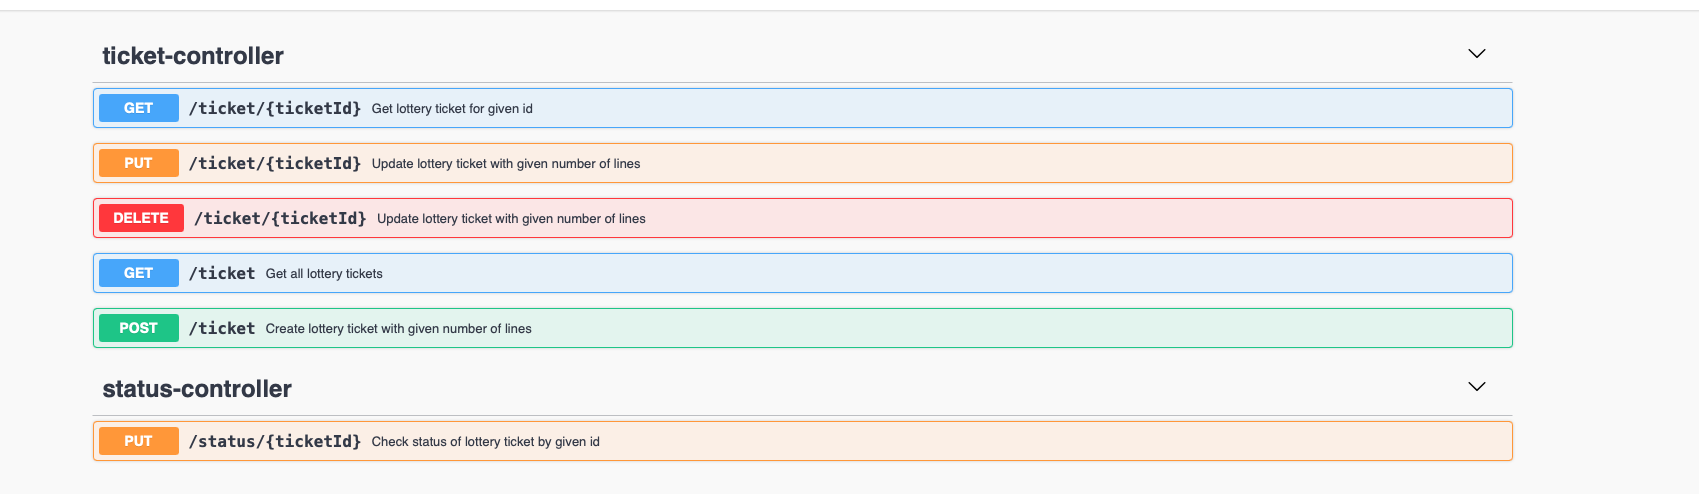 ticket-controller
GET /ticket/{ticketId} Get lottery ticket for given id
PUT /ticket/{ticketId} Update lottery ticket with given number of lines
DELETE /ticket/{ticketId} Update lottery ticket with given number of lines
GET /ticket Get all lottery tickets
POST /ticket Create lottery ticket with given number of lines
status-controller
PUT /status/{ticketId} Check status of lottery ticket by given id